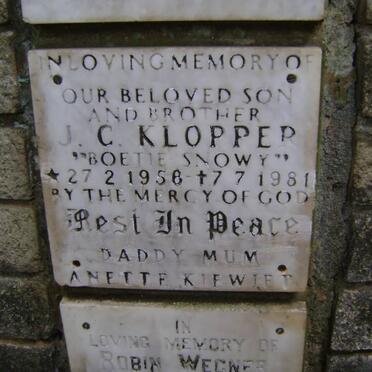 IN LOVING MEMORY OF
OUR BELOVED SON
AND BROTHER
J. C. KLOPPER
"BOETIE SNOWY"
* 27 2 1958 - † 7 7 1981
BY THE MERCY OF GOD
Rest In Peace
DADDY MUM
ANETTE KIEWIET
IN
LOVING MEMORY OF
ROBIN WEGNER